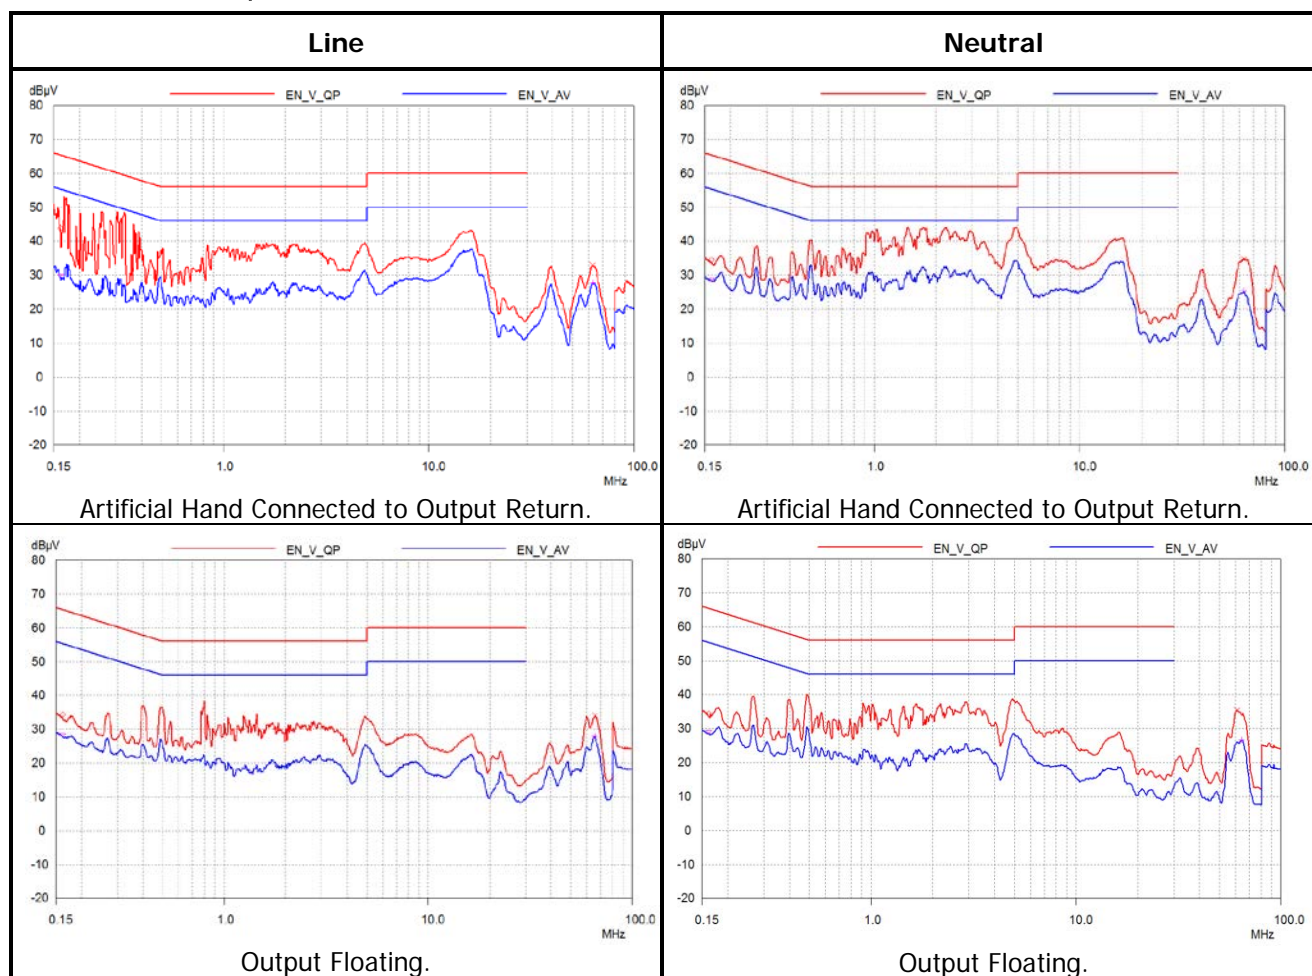 Line
Neutral
dBµV
EN_V_QP
EN_V_AV
80
70
60
50
40
30
20
10
0
-10
-20
0.15
1.0
10.0
100.0
MHz
Artificial Hand Connected to Output Return.
dBµV
EN_V_QP
EN_V_AV
80
70
60
50
40
30
20
10
0
-10
-20
0.15
1.0
10.0
100.0
MHz
Artificial Hand Connected to Output Return.
dBµV
EN_V_QP
EN_V_AV
80
70
60
50
40
30
20
10
0
-10
-20
0.15
1.0
10.0
100.0
MHz
Output Floating.
dBµV
EN_V_QP
EN_V_AV
80
70
60
50
40
30
20
10
0
-10
-20
0.15
1.0
10.0
100.0
MHz
Output Floating.